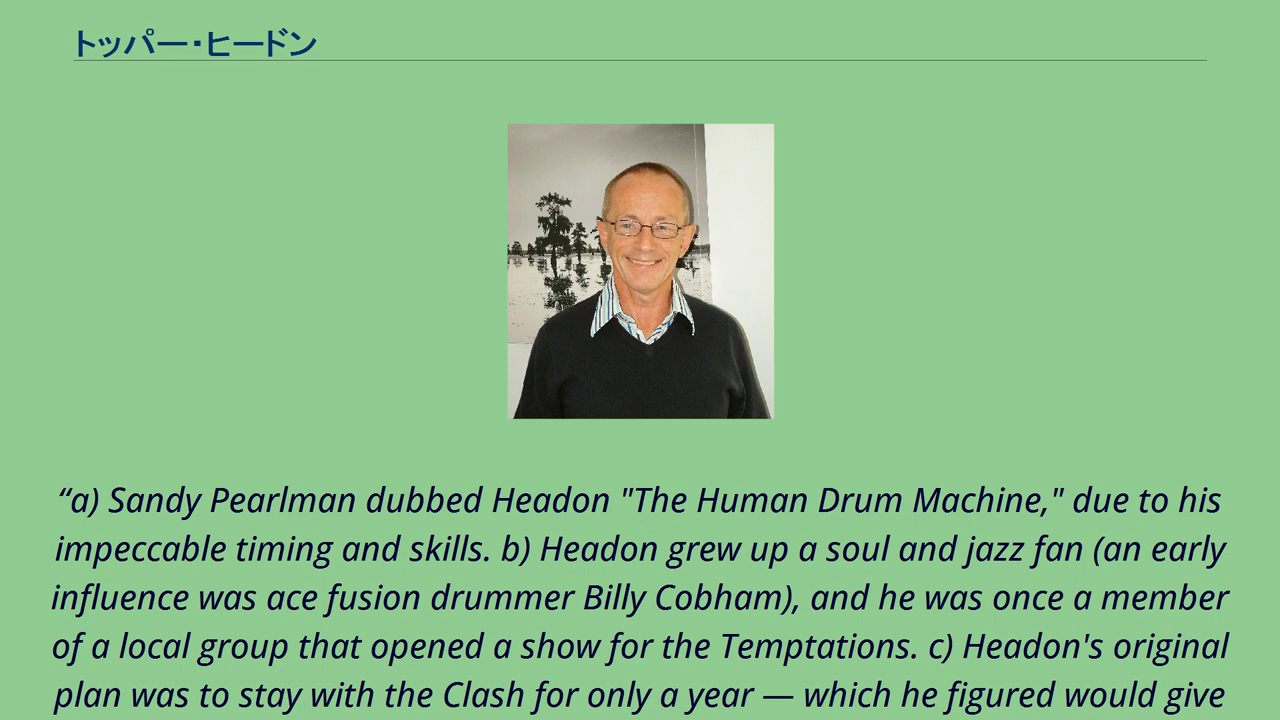 トッパー・ヒードン
“a) Sandy Pearlman dubbed Headon "The Human Drum Machine," due to his
impeccable timing and skills. b) Headon grew up a soul and jazz fan (an early
influence was ace fusion drummer Billy Cobham), and he was once a member
of a local group that opened a show for the Temptations. c) Headon's original
plan was to stay with the Clash for only a year — which he figured would give